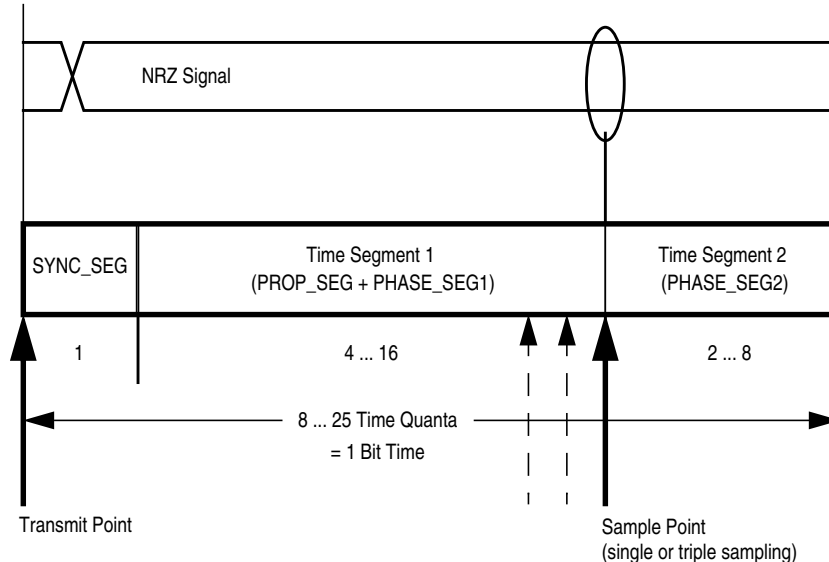 NRZ Signal
SYNC_SEG
Time Segment 1
(PROP_SEG + PHASE_SEG1)
Time Segment 2
(PHASE_SEG2)
1
4 ... 16
2 ... 8
8 ... 25 Time Quanta
= 1 Bit Time
Transmit Point
Sample Point
(single or triple sampling)